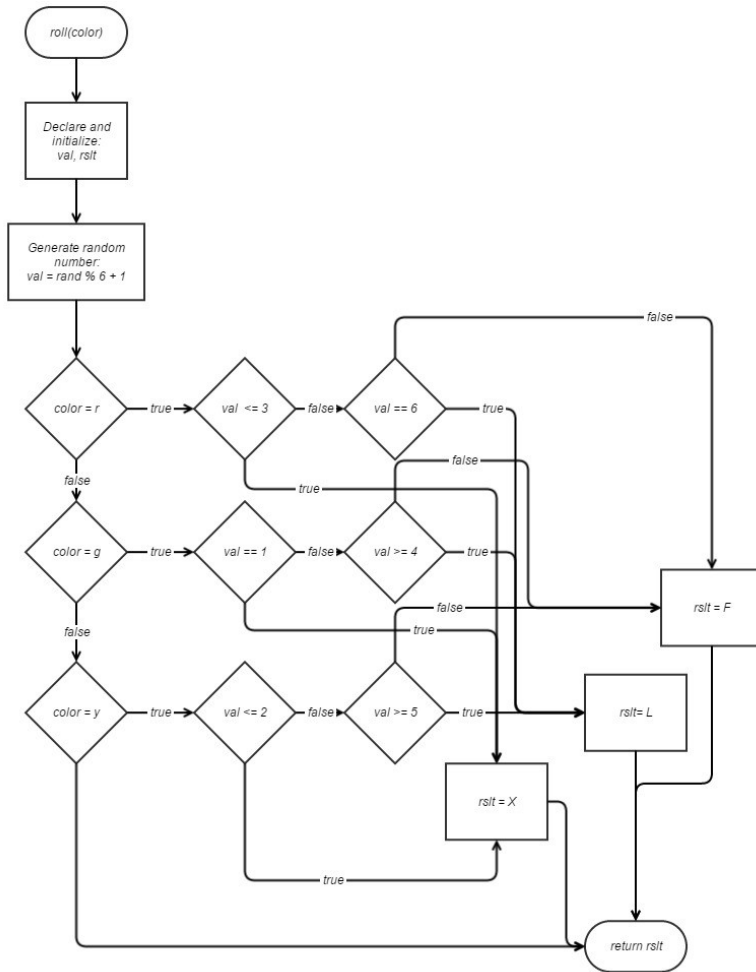 roll(color)
Declare and
initialize:
val, rslt
Generate random
number:
val = rand % 6 + 1
false
color = r
true
val <= 3
false
val == 6
true
false
true
false
color = g
true
val == 1
false
val >= 4
true
rslt = F
false
true
false
color = y
true
val <= 2
false
val >= 5
true
rslt= L
rslt = X
true
return rslt